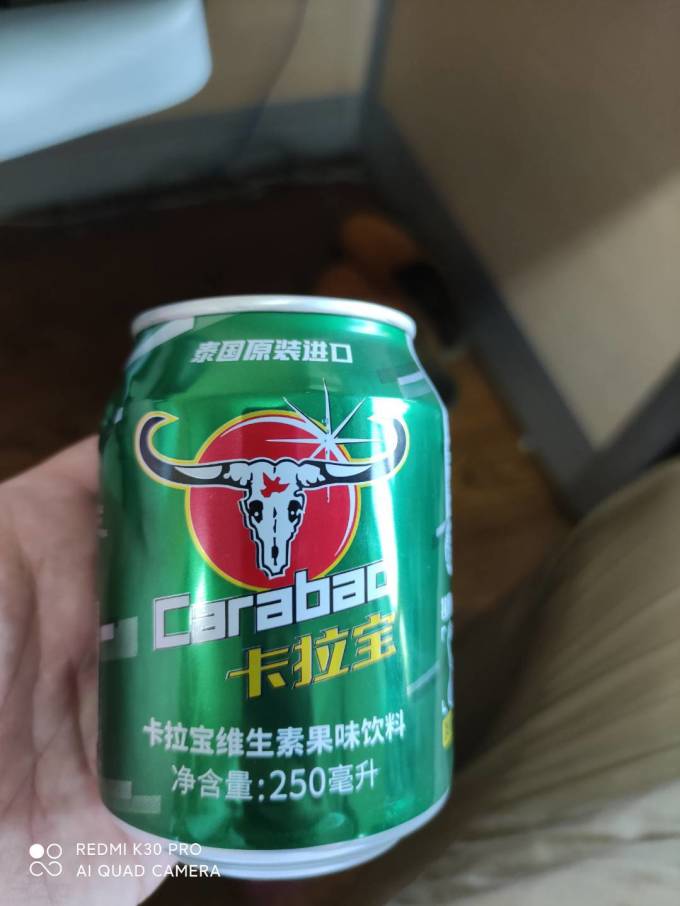 泰国原装进口
Carabao
卡拉宝
卡拉宝维生素果味饮料
净含量:250毫升
REDMI K30 PRO
AI QUAD CAMERA